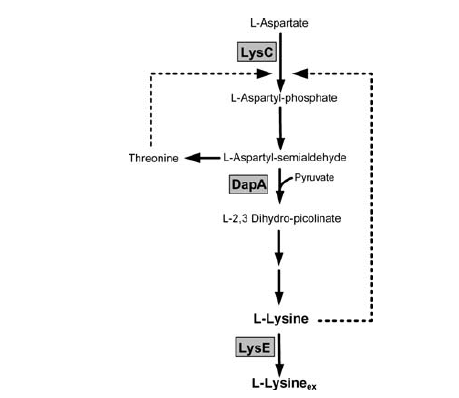 L-Aspartate
LysC
L-Aspartyl-phosphate
Threonine
L-Aspartyl-semialdehyde
DapA
Pyruvate
L-2,3 Dihydro-picolinate
L-Lysine
LysE
L-Lysineex